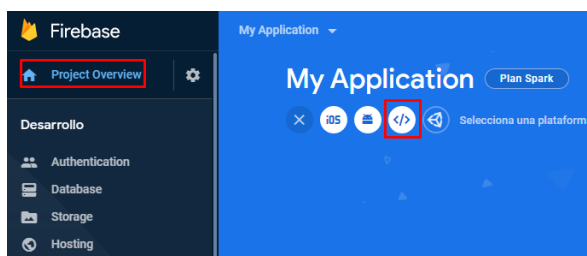 Firebase
My Application
Project Overview
My Application
Plan Spark
iOS
</>
Selecciona una plataform
Desarrollo
Authentication
Database
Storage
Hosting